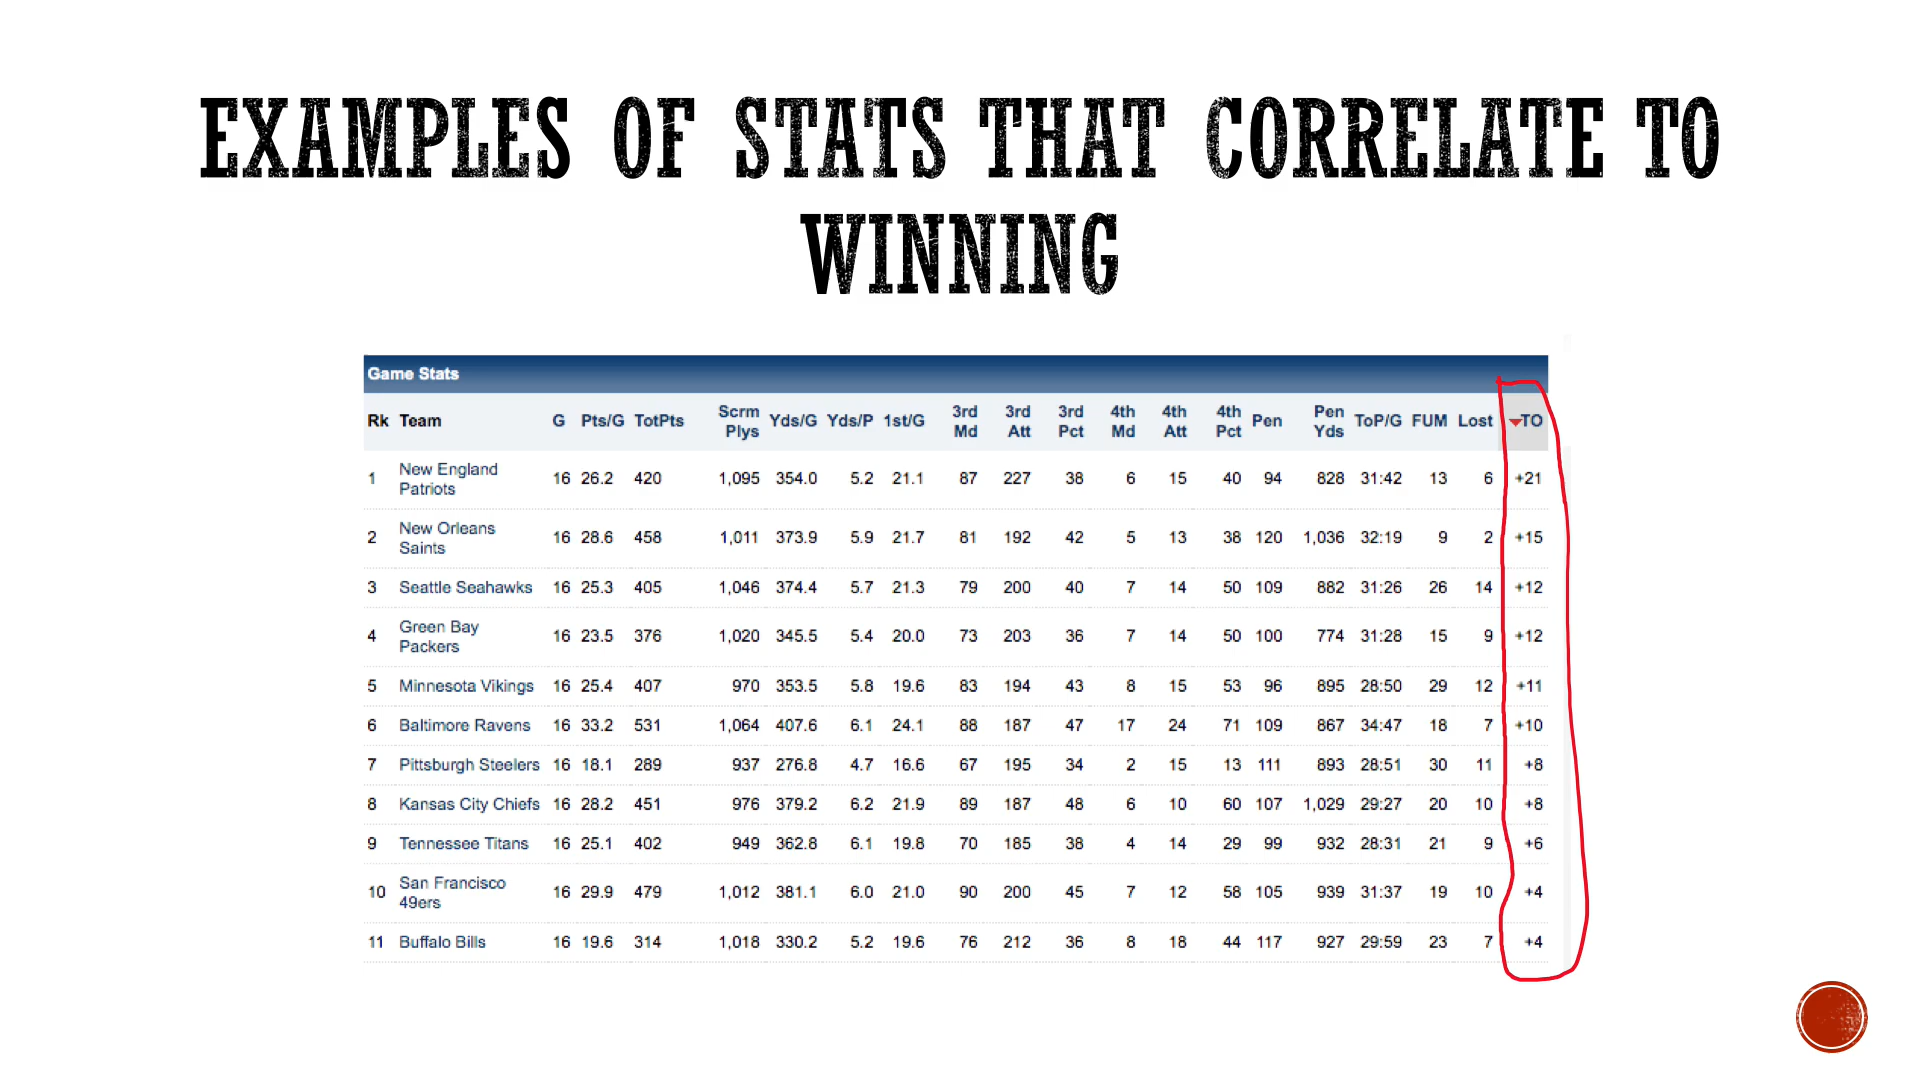 EXAMPLES OF STATS THAT CORRELATE TO
WINNING
Game Stats
Rk Team G Pts/G TotPts Scrm Plys Yds/G Yds/P 1st/G 3rd Md 3rd Att 3rd Pct 4th Md 4th Att 4th Pct Pen Pen Yds ToP/G FUM Lost TO
1 New England Patriots 16 26.2 420 1,095 354.0 5.2 21.1 87 227 38 6 15 40 94 828 31:42 13 6 +21
2 New Orleans Saints 16 28.6 458 1,011 373.9 5.9 21.7 81 192 42 5 13 38 120 1,036 32:19 9 2 +15
3 Seattle Seahawks 16 25.3 405 1,046 374.4 5.7 21.3 79 200 40 7 14 50 109 882 31:26 26 14 +12
4 Green Bay Packers 16 23.5 376 1,020 345.5 5.4 20.0 73 203 36 7 14 50 100 774 31:28 15 9 +12
5 Minnesota Vikings 16 25.4 407 970 353.5 5.8 19.6 83 194 43 8 15 53 96 895 28:50 29 12 +11
6 Baltimore Ravens 16 33.2 531 1,064 407.6 6.1 24.1 88 187 47 17 24 71 109 867 34:47 18 7 +10
7 Pittsburgh Steelers 16 18.1 289 937 276.8 4.7 16.6 67 195 34 2 15 13 111 893 28:51 30 11 +8
8 Kansas City Chiefs 16 28.2 451 976 379.2 6.2 21.9 89 187 48 6 10 60 107 1,029 29:27 20 10 +8
9 Tennessee Titans 16 25.1 402 949 362.8 6.1 19.8 70 185 38 4 14 29 99 932 28:31 21 9 +6
10 San Francisco 49ers 16 29.9 479 1,012 381.1 6.0 21.0 90 200 45 7 12 58 105 939 31:37 19 10 +4
11 Buffalo Bills 16 19.6 314 1,018 330.2 5.2 19.6 76 212 36 8 18 44 117 927 29:59 23 7 +4